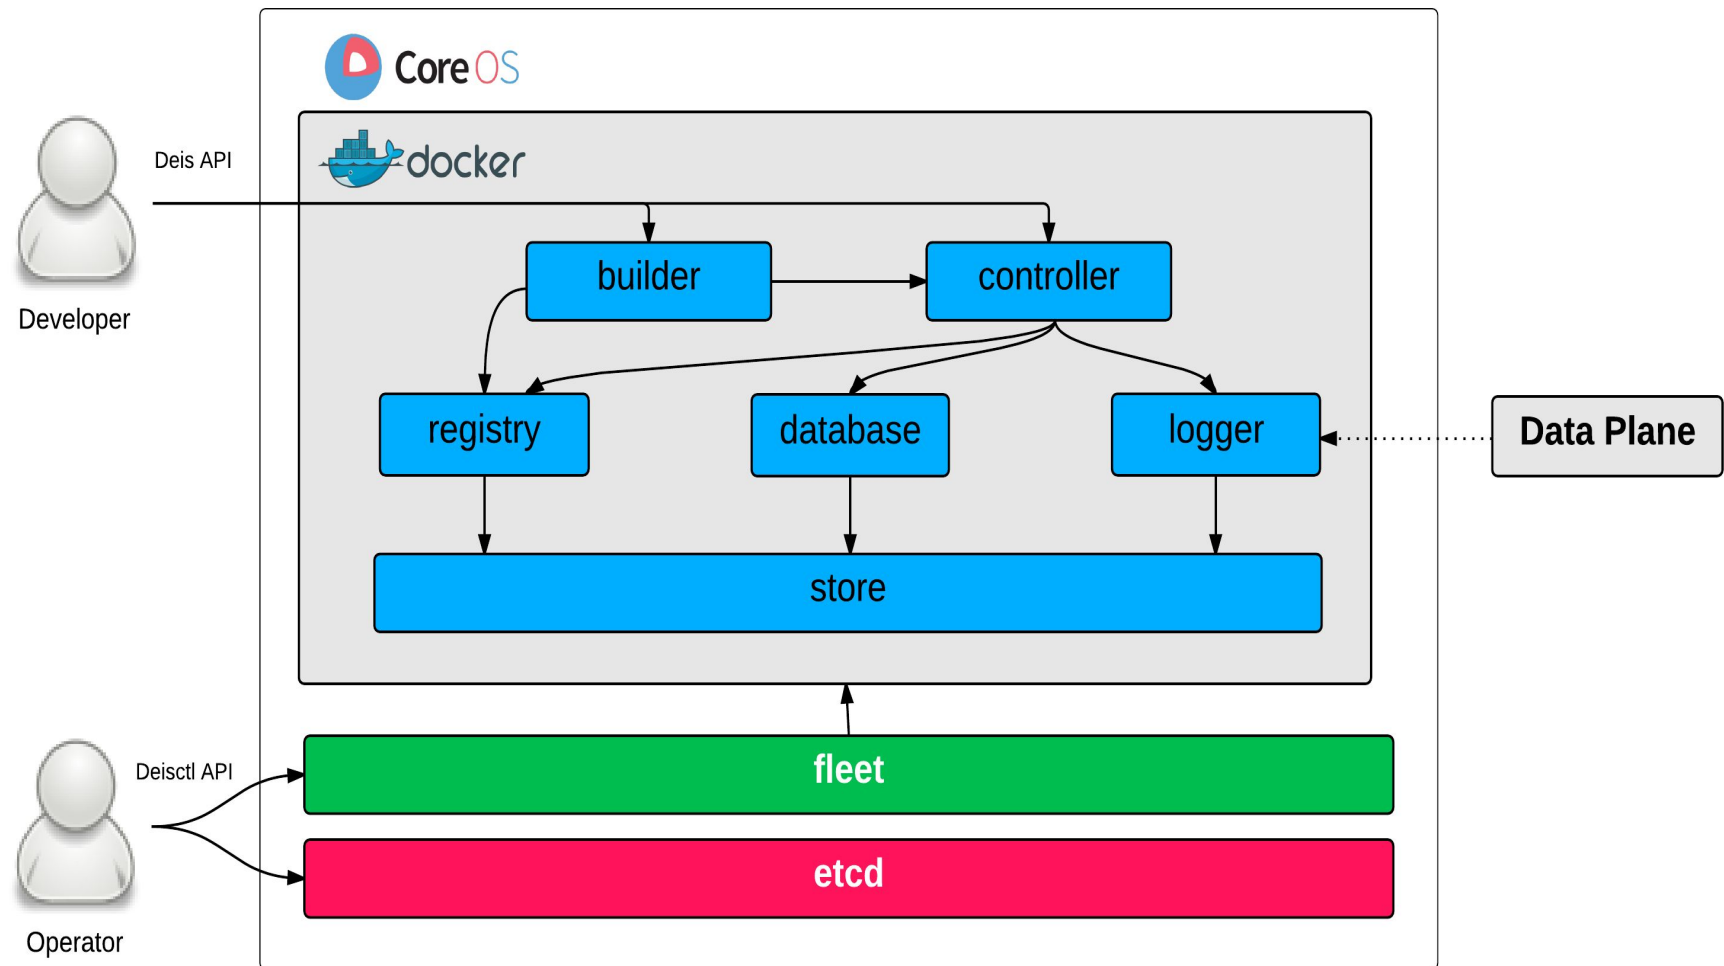 Core OS
docker
Deis API
Developer
builder
controller
registry
database
logger
Data Plane
store
Deisctl API
fleet
etcd
Operator